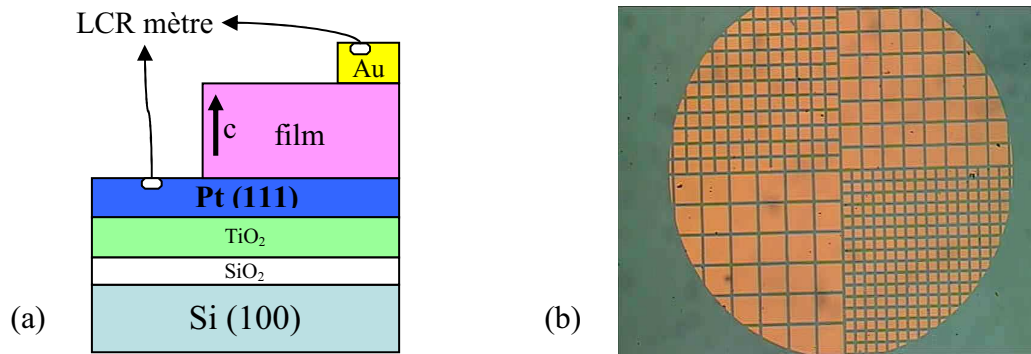 LCR mètre
Au
c
film
Pt (111)
TiO₂
SiO₂
Si (100)
(a)
(b)